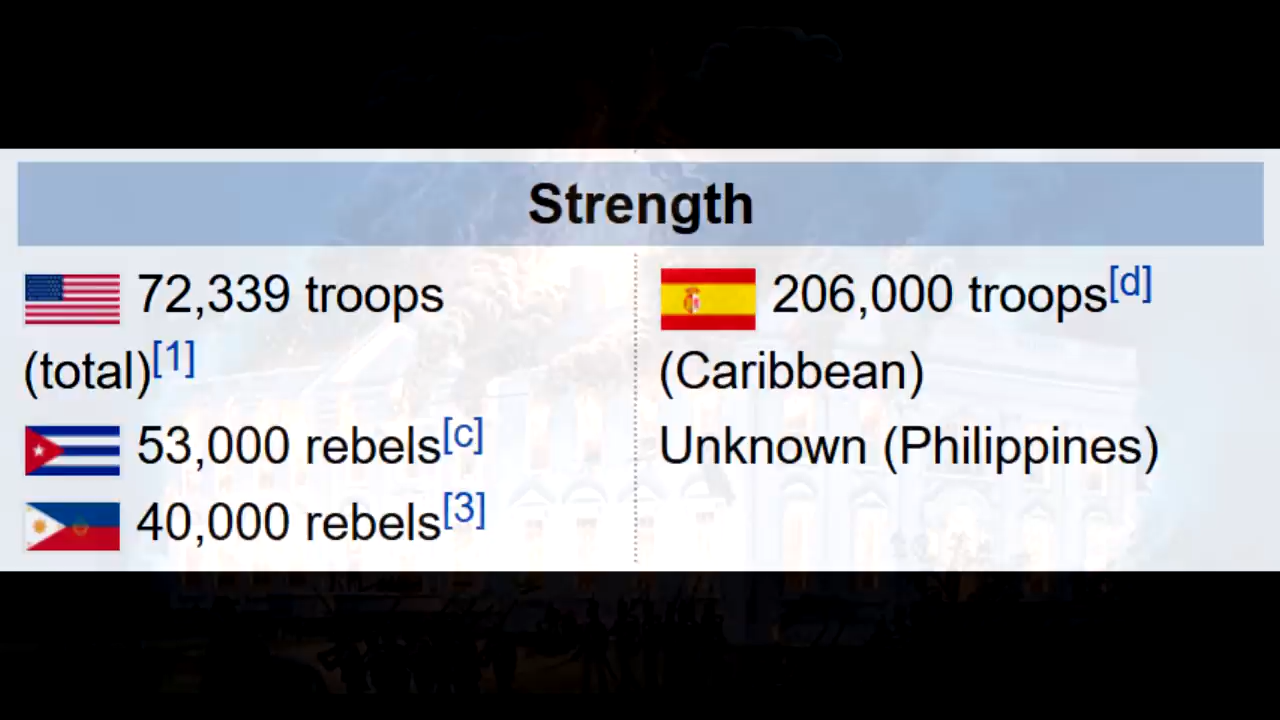 Strength
72,339 troops
(total)[1]
53,000 rebels[c]
40,000 rebels[3]
206,000 troops[d]
(Caribbean)
Unknown (Philippines)